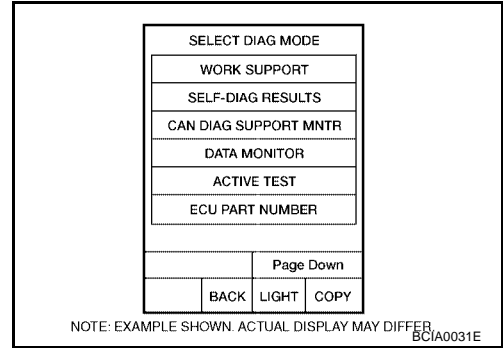 SELECT DIAG MODE
WORK SUPPORT
SELF-DIAG RESULTS
CAN DIAG SUPPORT MNTR
DATA MONITOR
ACTIVE TEST
ECU PART NUMBER
Page Down
BACK LIGHT COPY
NOTE: EXAMPLE SHOWN. ACTUAL DISPLAY MAY DIFFER.
BCIA0031E